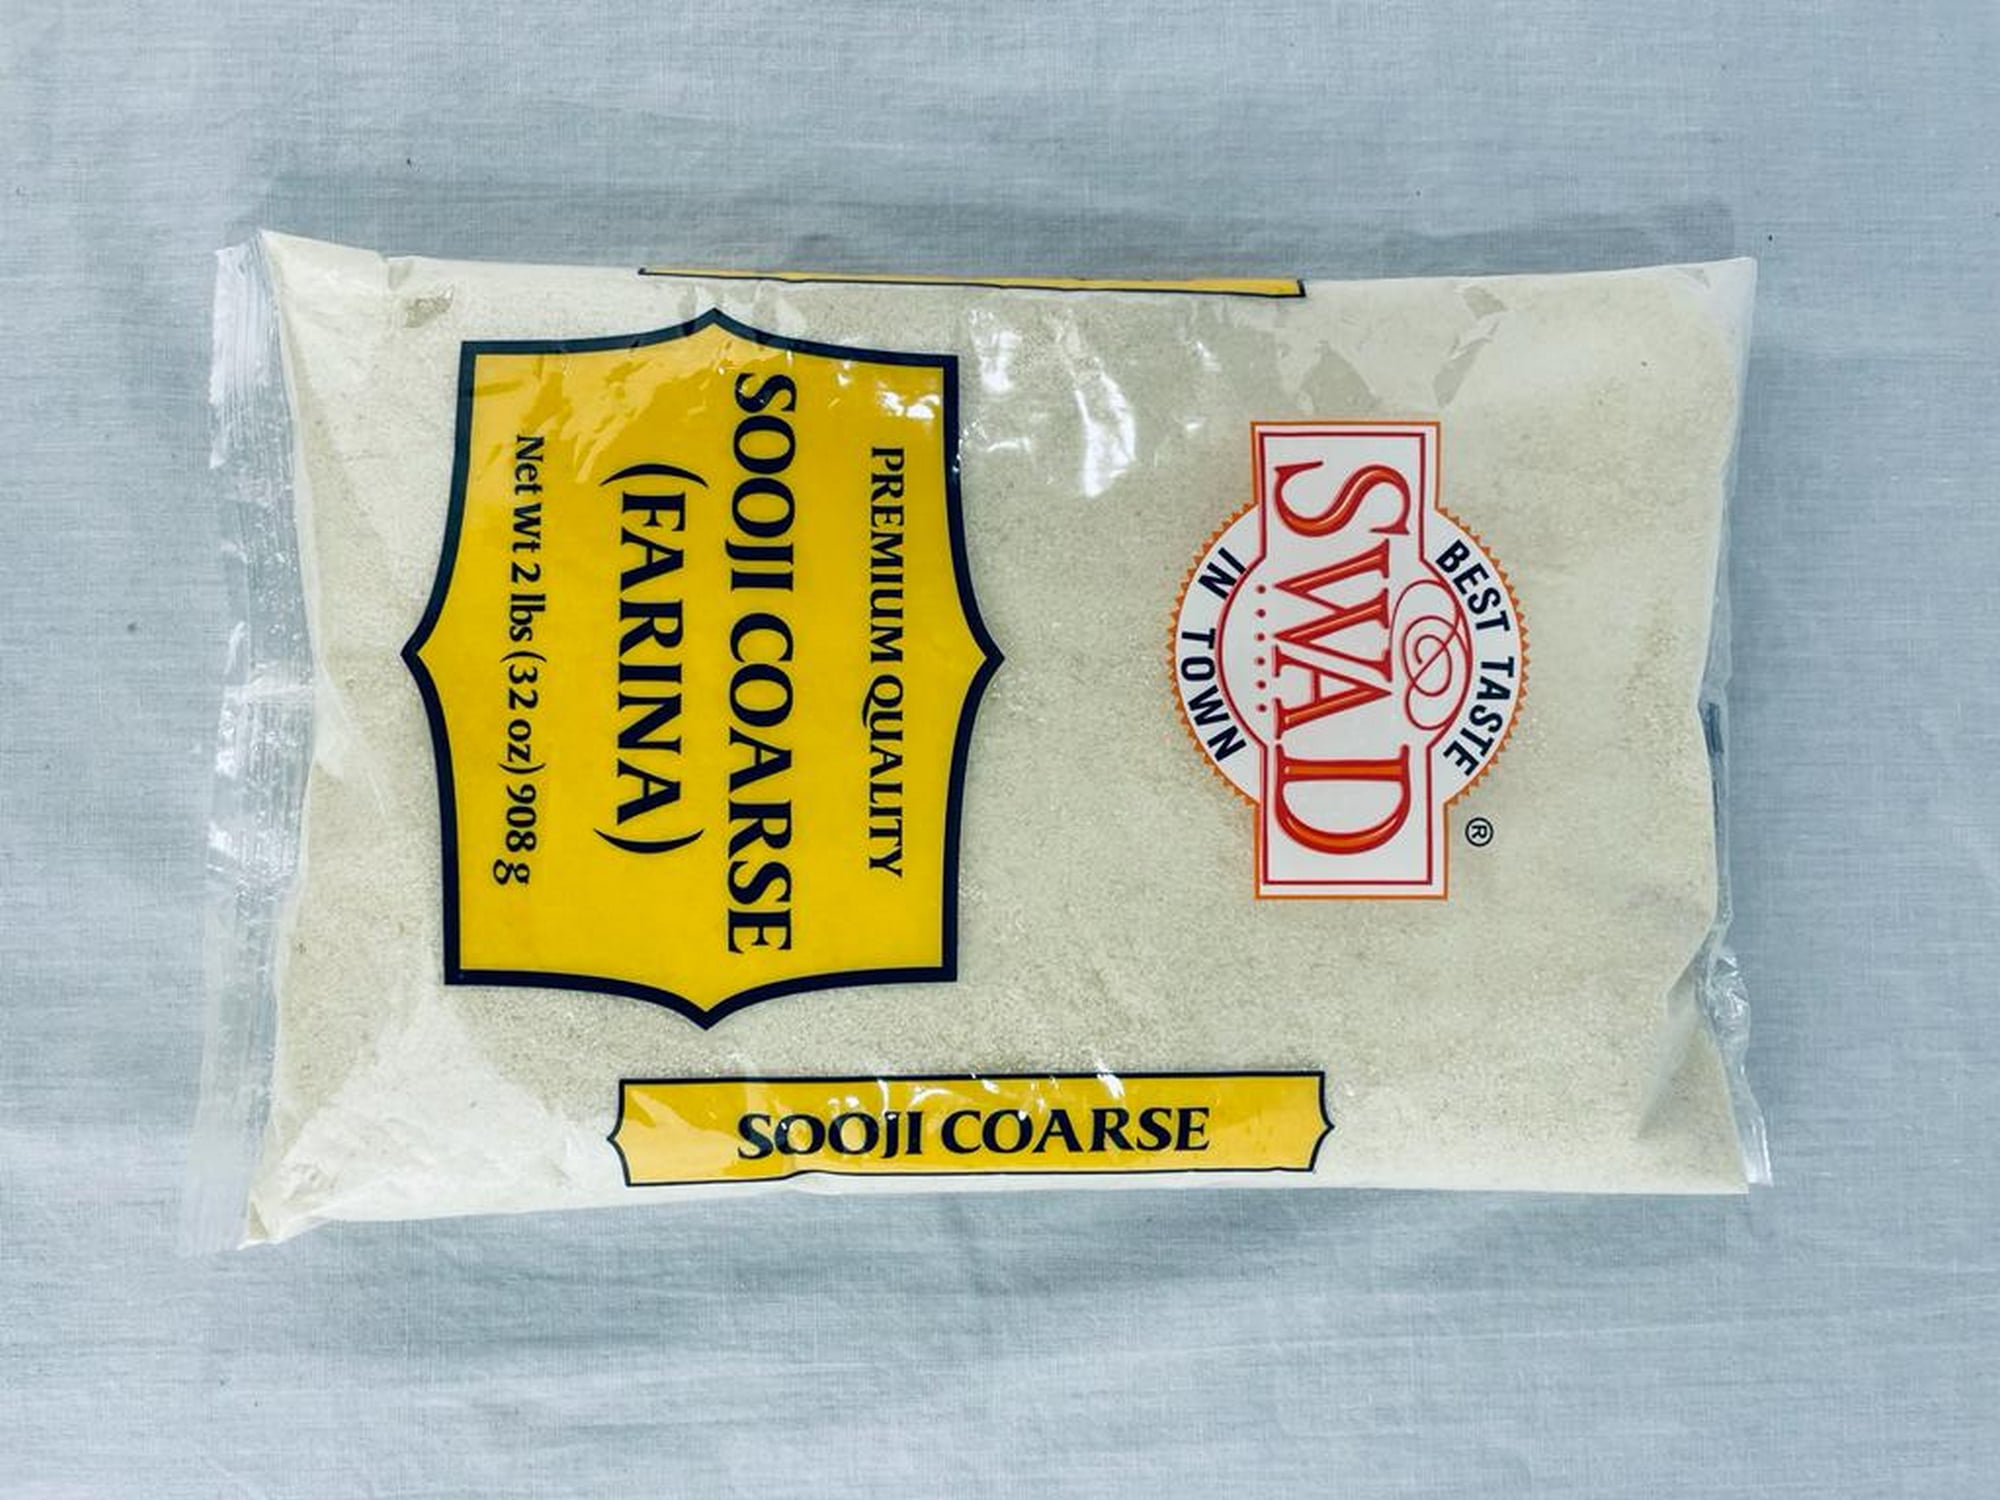 BEST TASTE
SWAD
IN TOWN
®
PREMIUM QUALITY
SOOJI COARSE
(FARINA)
Net Wt 2 lbs (32 oz) 908 g
SOOJI COARSE